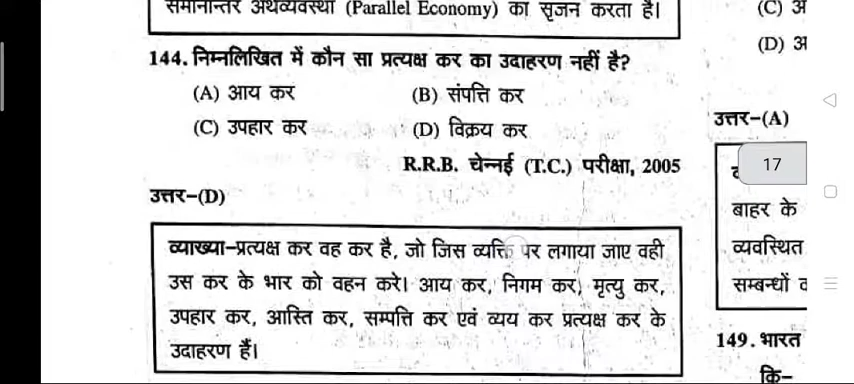 समानान्तर अर्थव्यवस्था (Parallel Economy) का सृजन करता है।
144. निम्नलिखित में कौन सा प्रत्यक्ष कर का उदाहरण नहीं है?
(A) आय कर (B) संपत्ति कर
(C) उपहार कर (D) विक्रय कर
R.R.B. चेन्नई (T.C.) परीक्षा, 2005
उत्तर–(D)
व्याख्या–प्रत्यक्ष कर वह कर है, जो जिस व्यक्ति पर लगाया जाए वही
उस कर के भार को वहन करे। आय कर, निगम कर, मृत्यु कर,
उपहार कर, आस्ति कर, सम्पत्ति कर एवं व्यय कर प्रत्यक्ष कर के
उदाहरण हैं।
(C)
(D)
उत्तर–(A)
17
बाहर के
व्यवस्थित
सम्बन्धों
149. भारत
कि–